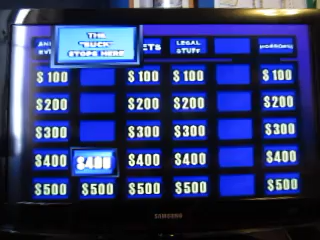 THE
"BUCK"
STOPS HERE
ETS
LEGAL
STUFF
$100 $100 $100 $100
$200 $200 $200 $200
$300 $300 $300 $300
$400 $400 $400 $400 $400
$500 $500 $500 $500 $500
SAMSUNG